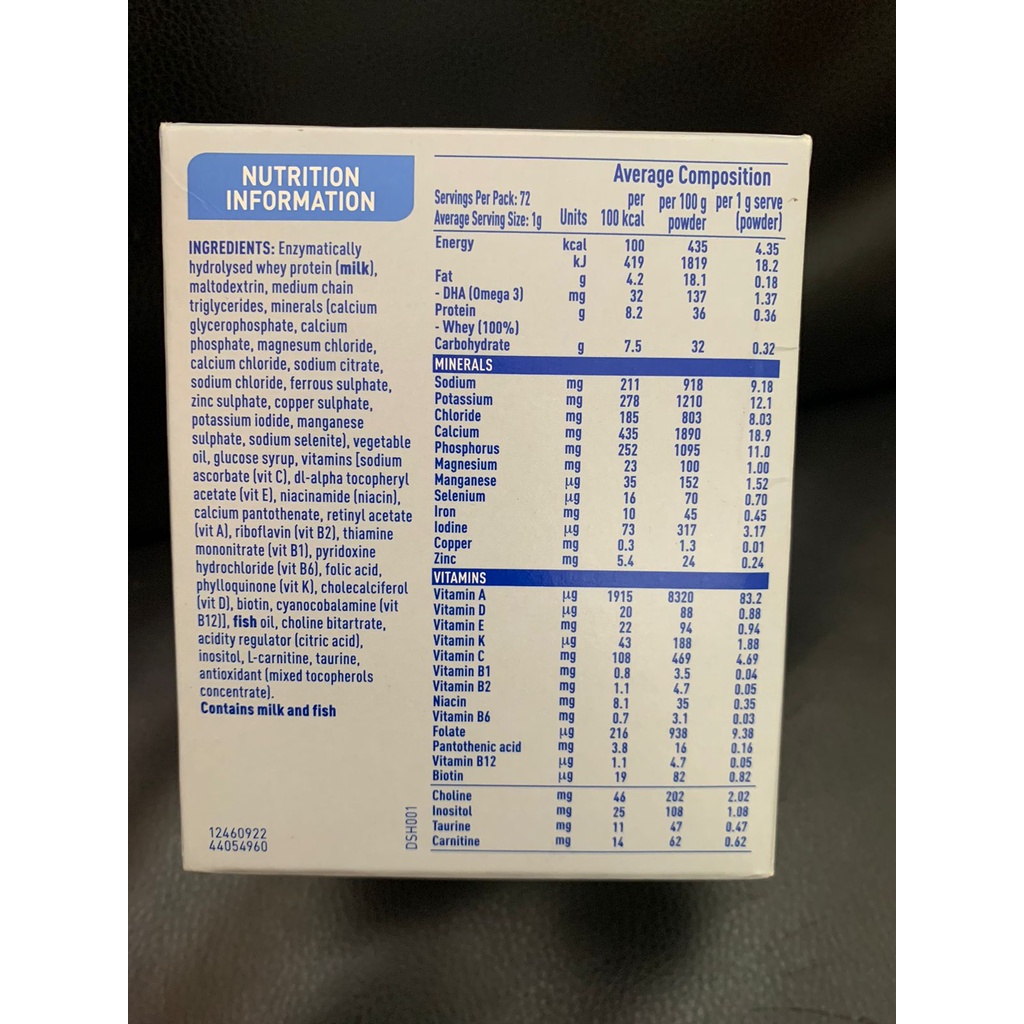 NUTRITION
INFORMATION
INGREDIENTS: Enzymatically
hydrolysed whey protein (milk),
maltodextrin, medium chain
triglycerides, minerals (calcium
glycerophosphate, calcium
phosphate, magnesum chloride,
calcium chloride, sodium citrate,
sodium chloride, ferrous sulphate,
zinc sulphate, copper sulphate,
potassium iodide, manganese
sulphate, sodium selenite), vegetable
oil, glucose syrup, vitamins [sodium
ascorbate (vit C), dl-alpha tocopheryl
acetate (vit E), niacinamide (niacin),
calcium pantothenate, retinyl acetate
(vit A), riboflavin (vit B2), thiamine
mononitrate (vit B1), pyridoxine
hydrochloride (vit B6), folic acid,
phylloquinone (vit K), cholecalciferol
(vit D), biotin, cyanocobalamine (vit
B12)], fish oil, choline bitartrate,
acidity regulator (citric acid),
inositol, L-carnitine, taurine,
antioxidant (mixed tocopherols
concentrate).
Contains milk and fish
12460922
44054960
DSH001
Average Composition
Servings Per Pack: 72
Average Serving Size: 1g Units per 100 kcal per 100 g powder per 1 g serve (powder)
Energy kcal 100 435 4.35
kJ 419 1819 18.2
Fat g 4.2 18.1 0.18
- DHA (Omega 3) mg 32 137 1.37
Protein g 8.2 36 0.36
- Whey (100%)
Carbohydrate g 7.5 32 0.32
MINERALS
Sodium mg 211 918 9.18
Potassium mg 278 1210 12.1
Chloride mg 185 803 8.03
Calcium mg 435 1890 18.9
Phosphorus mg 252 1095 11.0
Magnesium mg 23 100 1.00
Manganese µg 35 152 1.52
Selenium µg 16 70 0.70
Iron mg 10 45 0.45
Iodine µg 73 317 3.17
Copper mg 0.3 1.3 0.01
Zinc mg 5.4 24 0.24
VITAMINS
Vitamin A µg 1915 8320 83.2
Vitamin D µg 20 88 0.88
Vitamin E mg 22 94 0.94
Vitamin K µg 43 188 1.88
Vitamin C mg 108 469 4.69
Vitamin B1 mg 0.8 3.5 0.04
Vitamin B2 mg 1.1 4.7 0.05
Niacin mg 8.1 35 0.35
Vitamin B6 mg 0.7 3.1 0.03
Folate µg 216 938 9.38
Pantothenic acid mg 3.8 16 0.16
Vitamin B12 µg 1.1 4.7 0.05
Biotin µg 19 82 0.82
Choline mg 46 202 2.02
Inositol mg 25 108 1.08
Taurine mg 11 47 0.47
Carnitine mg 14 62 0.62